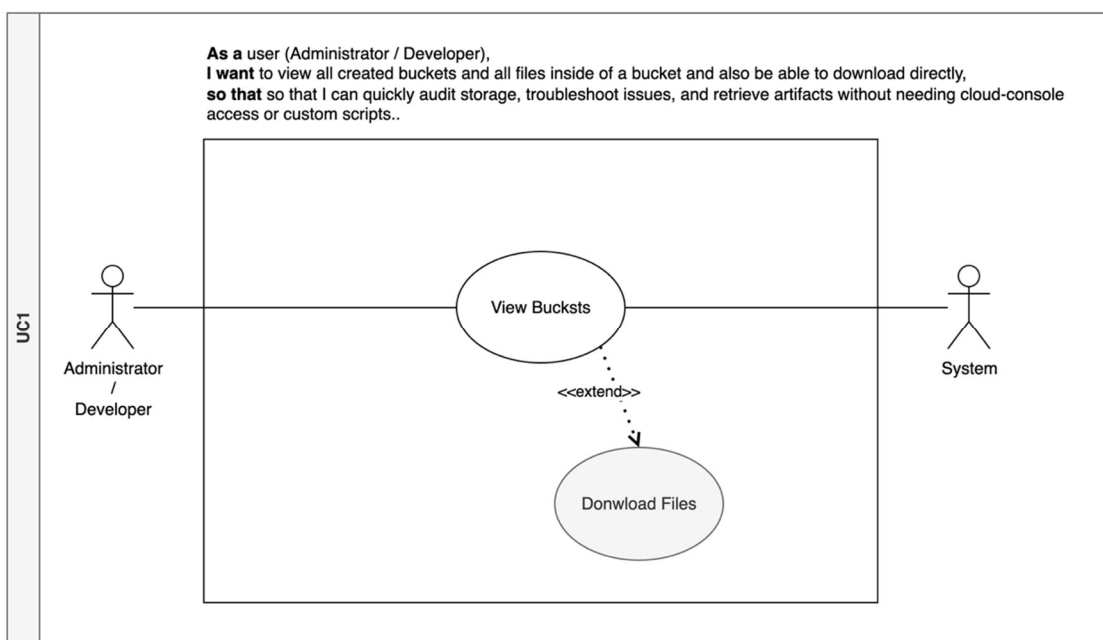 As a user (Administrator / Developer),
I want to view all created buckets and all files inside of a bucket and also be able to download directly,
so that so that I can quickly audit storage, troubleshoot issues, and retrieve artifacts without needing cloud-console
access or custom scripts..
UC1
View Bucksts
Administrator
/
Developer
System
<<extend>>
Donwload Files